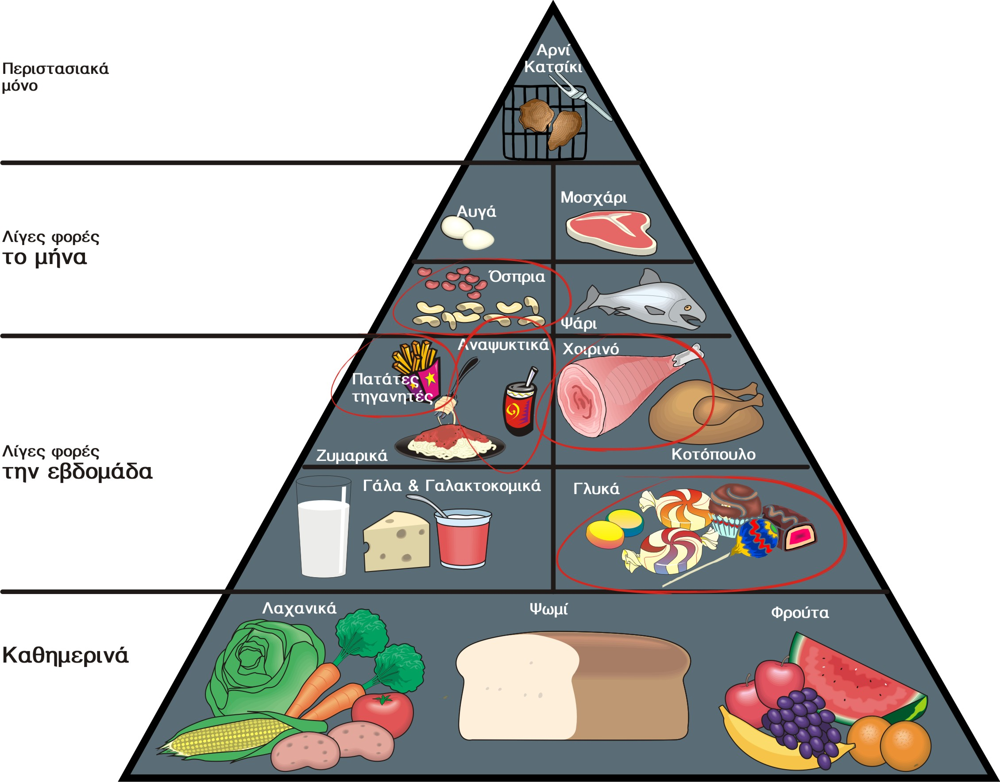 Αρνί
Κατσίκι
Περιστασιακά
μόνο
Μοσχάρι
Αυγά
Λίγες φορές
το μήνα
Όσπρια
Ψάρι
Αναψυκτικά
Χοιρινό
Πατάτες
τηγανητές
Λίγες φορές
την εβδομάδα
Ζυμαρικά
Κοτόπουλο
Γάλα & Γαλακτοκομικά
Γλυκά
Λαχανικά
Ψωμί
Φρούτα
Καθημερινά